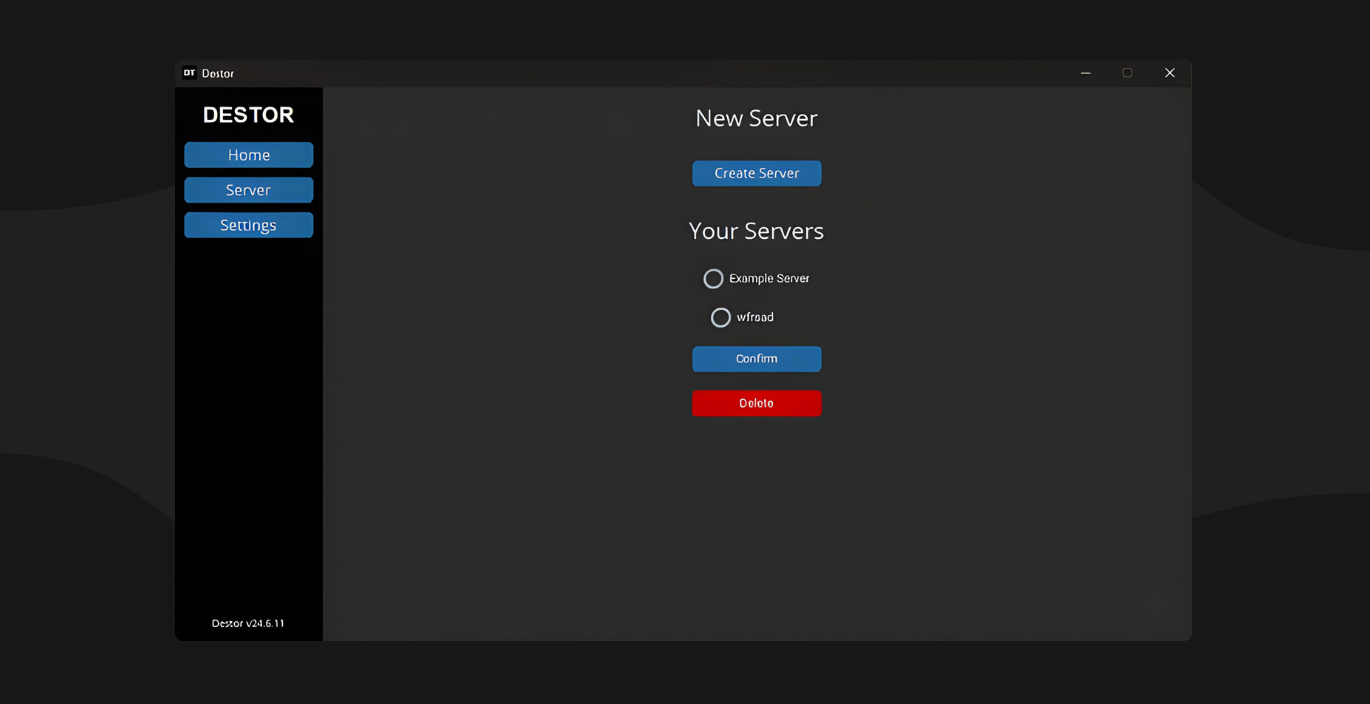 DT Destor
DESTOR
Home
Server
Settings
Destor v24.6.11
New Server
Create Server
Your Servers
Example Server
wfroad
Confirm
Delete